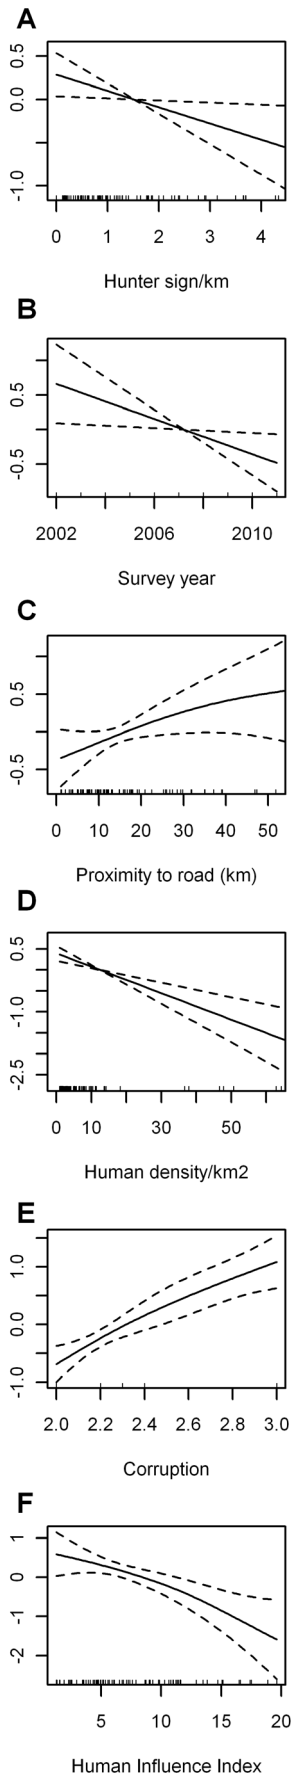 A
0.5
0.0
-1.0
0 1 2 3 4
Hunter sign/km
B
0.5
-0.5
2002 2006 2010
Survey year
C
0.5
-0.5
0 10 20 30 40 50
Proximity to road (km)
D
0.5
-1.0
-2.5
0 10 30 50
Human density/km2
E
1.0
0.0
-1.0
2.0 2.2 2.4 2.6 2.8 3.0
Corruption
F
1
0
-1
-2
5 10 15 20
Human Influence Index